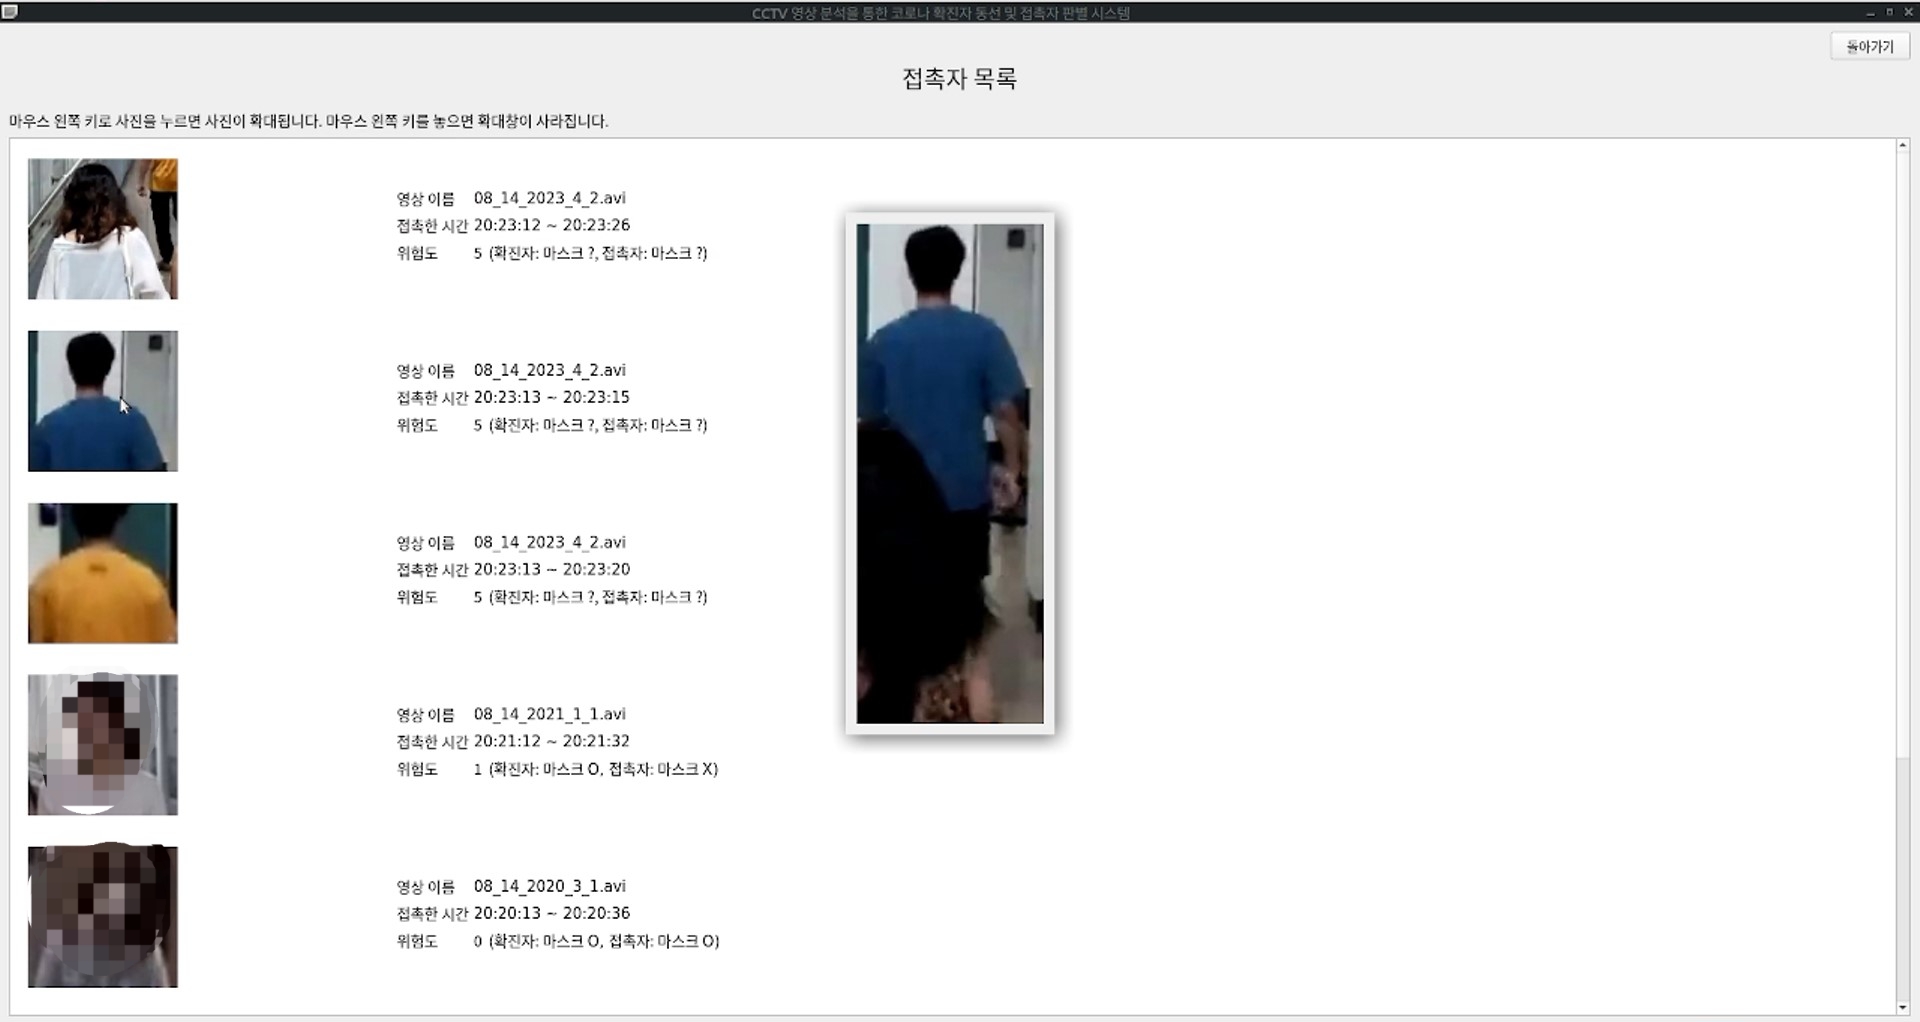 CCTV 영상 분석을 통한 코로나 확진자 동선 및 접촉자 판별 시스템
돌아가기
접촉자 목록
마우스 왼쪽 키로 사진을 누르면 사진이 확대됩니다. 마우스 왼쪽 키를 놓으면 확대창이 사라집니다.
영상 이름 08_14_2023_4_2.avi
접촉한 시간 20:23:12 ~ 20:23:26
위험도 5 (확진자: 마스크 ?, 접촉자: 마스크 ?)
영상 이름 08_14_2023_4_2.avi
접촉한 시간 20:23:13 ~ 20:23:15
위험도 5 (확진자: 마스크 ?, 접촉자: 마스크 ?)
영상 이름 08_14_2023_4_2.avi
접촉한 시간 20:23:13 ~ 20:23:20
위험도 5 (확진자: 마스크 ?, 접촉자: 마스크 ?)
영상 이름 08_14_2021_1_1.avi
접촉한 시간 20:21:12 ~ 20:21:32
위험도 1 (확진자: 마스크 O, 접촉자: 마스크 X)
영상 이름 08_14_2020_3_1.avi
접촉한 시간 20:20:13 ~ 20:20:36
위험도 0 (확진자: 마스크 O, 접촉자: 마스크 O)